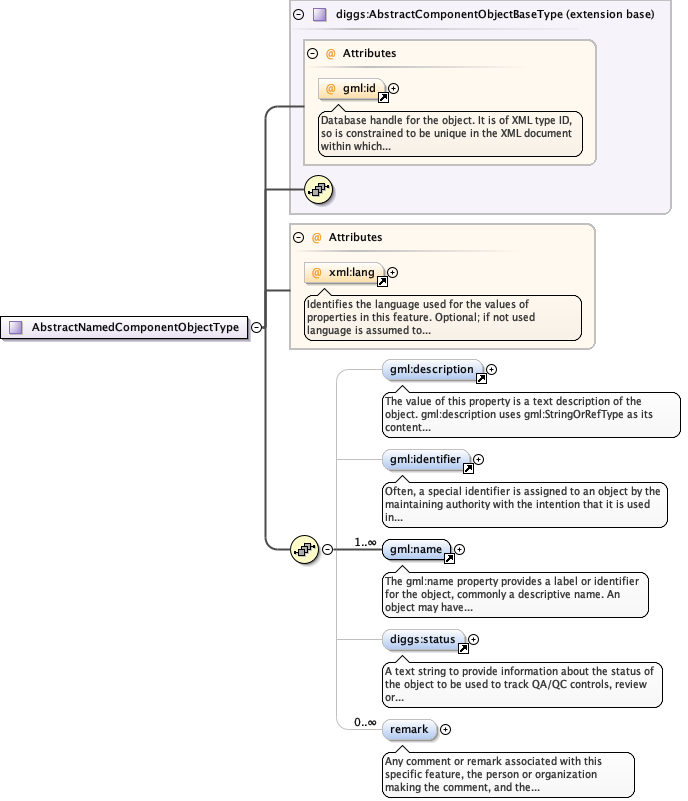 diggs:AbstractComponentObjectBaseType (extension base)
@ Attributes
@ gml:id
Database handle for the object. It is of XML type ID,
so is constrained to be unique in the XML document
within which...
@ Attributes
@ xml:lang
Identifies the language used for the values of
properties in this feature. Optional; if not used
language is assumed to...
AbstractNamedComponentObjectType
gml:description
The value of this property is a text description of the
object. gml:description uses gml:StringOrRefType as its
content...
gml:identifier
Often, a special identifier is assigned to an object by the
maintaining authority with the intention that it is used
in...
1..∞
gml:name
The gml:name property provides a label or identifier
for the object, commonly a descriptive name. An
object may have...
diggs:status
A text string to provide information about the status of
the object to be used to track QA/QC controls, review
or...
0..∞
remark
Any comment or remark associated with this
specific feature, the person or organization
making the comment, and the...